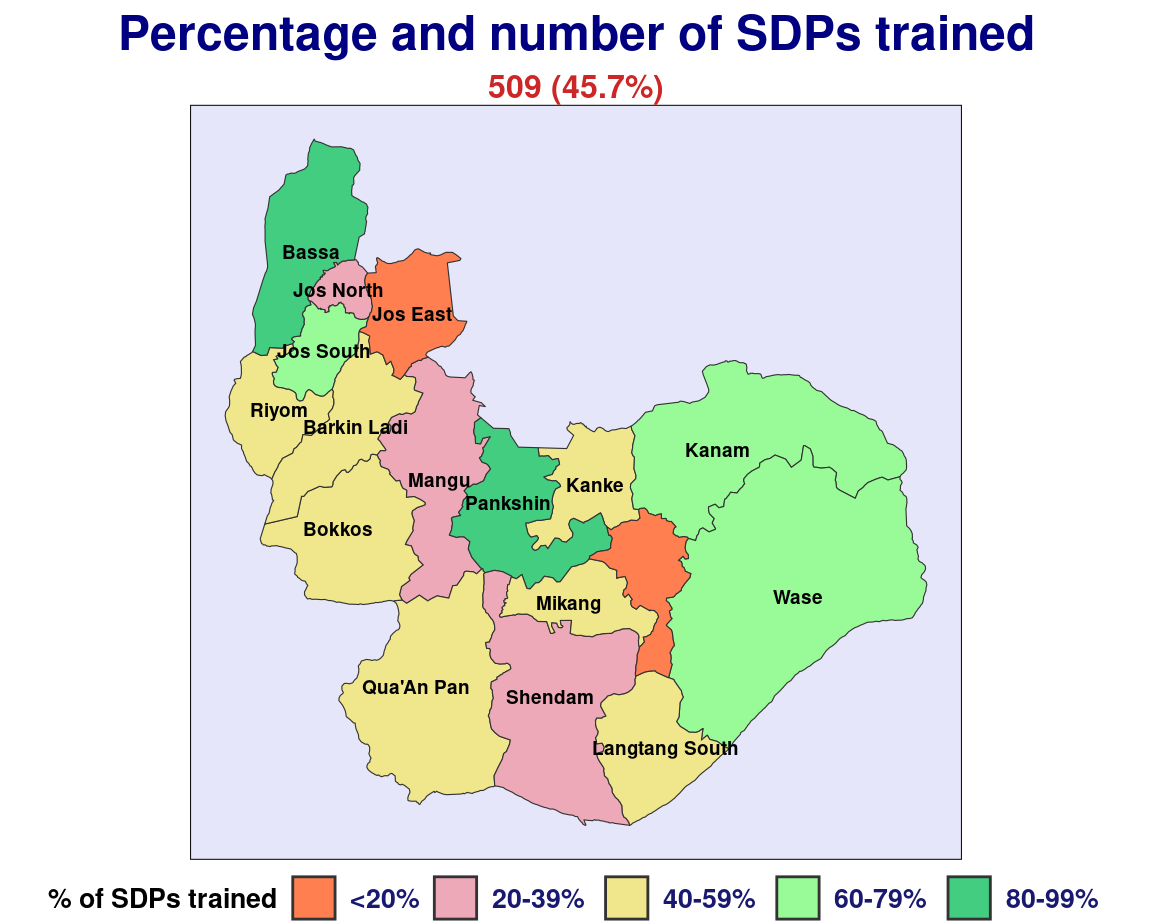 Percentage and number of SDPs trained
509 (45.7%)
Bassa
Jos North
Jos East
Jos South
Riyom
Barkin Ladi
Kanam
Mangu
Kanke
Pankshin
Bokkos
Wase
Mikang
Qua'An Pan
Shendam
Langtang South
% of SDPs trained <20% 20-39% 40-59% 60-79% 80-99%